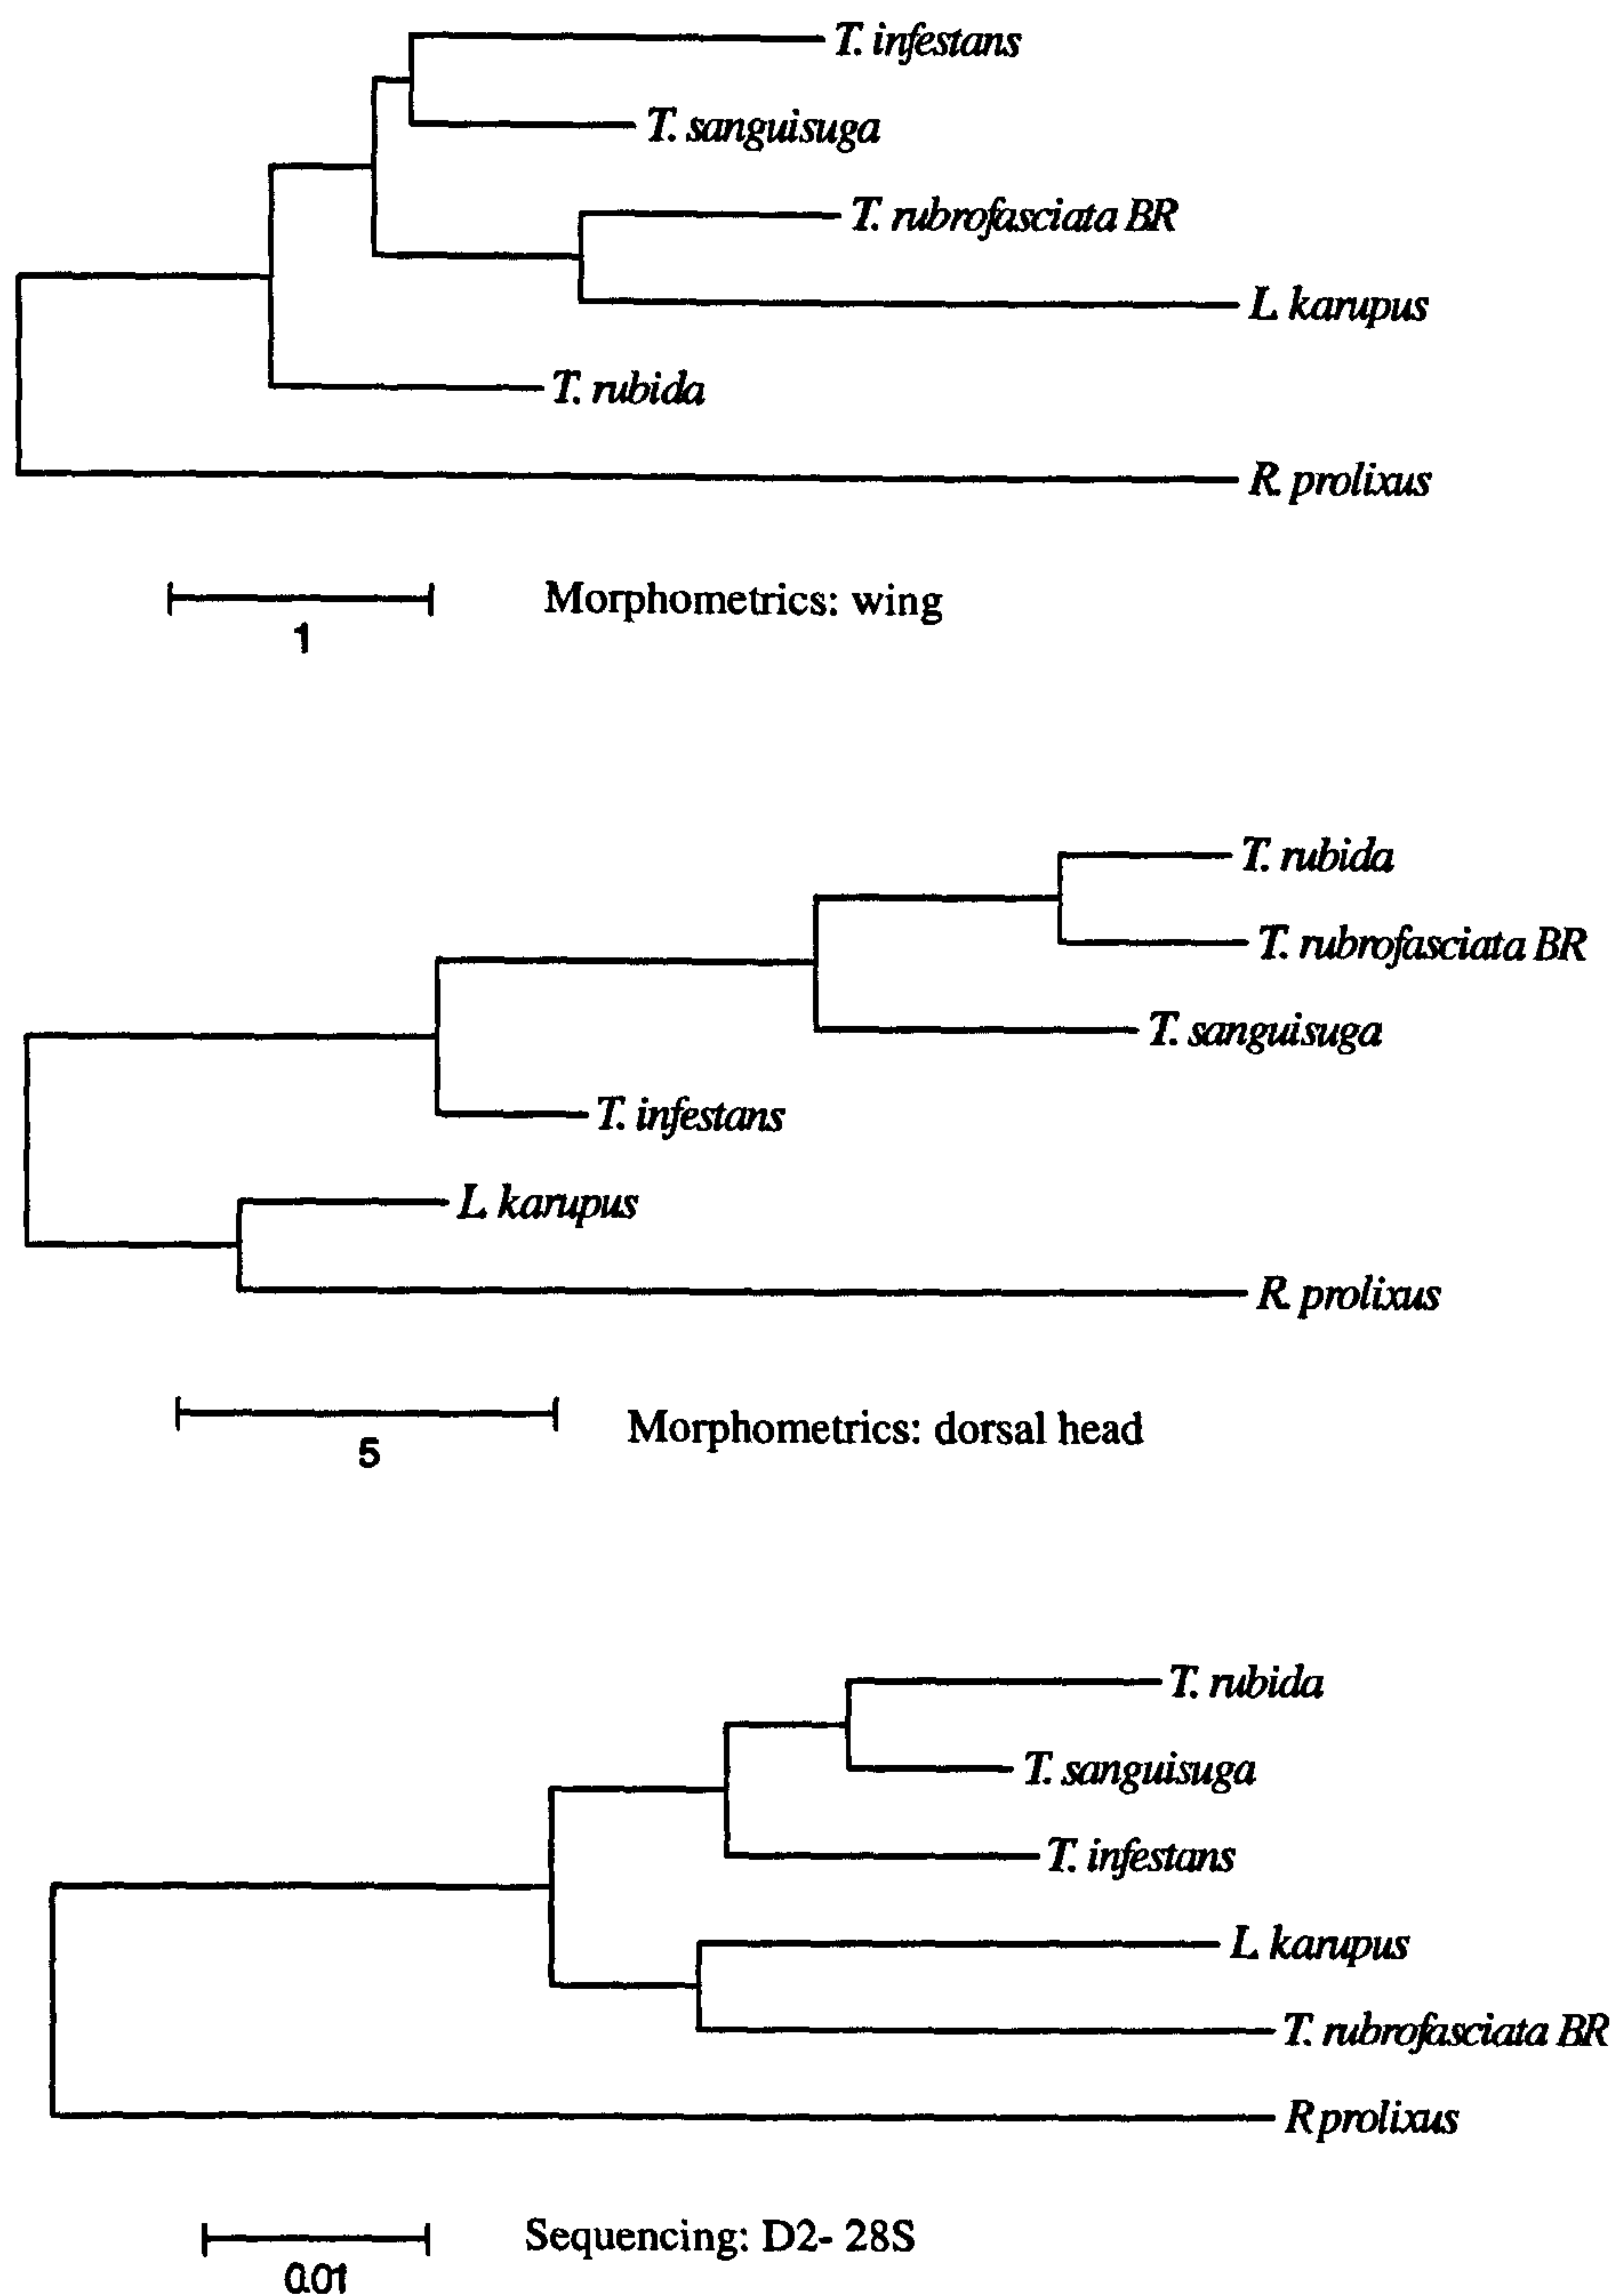 T. infestans
T. sanguisuga
T. rubrofasciata BR
L. karupus
T. rubida
R. prolixus
1
Morphometrics: wing
T. rubida
T. rubrofasciata BR
T. sanguisuga
T. infestans
L. karupus
R. prolixus
5
Morphometrics: dorsal head
T. rubida
T. sanguisuga
T. infestans
L. karupus
T. rubrofasciata BR
R prolixus
0.01
Sequencing: D2- 28S